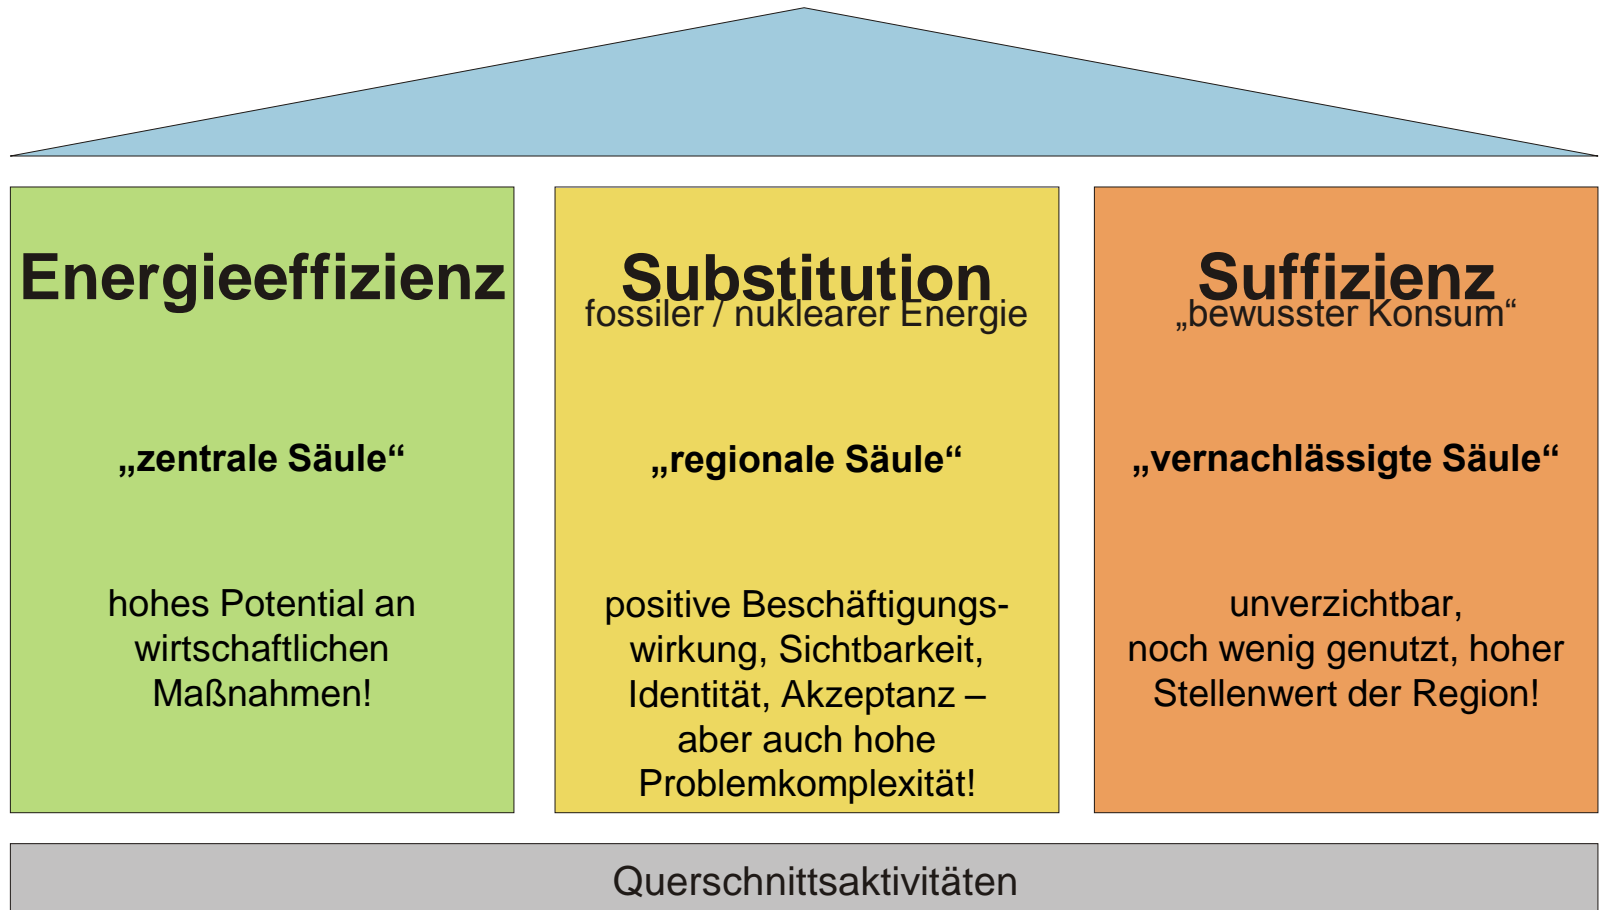 Energieeffizienz
„zentrale Säule“
hohes Potential an
wirtschaftlichen
Maßnahmen!
Substitution
fossiler / nuklearer Energie
„regionale Säule“
positive Beschäftigungs-
wirkung, Sichtbarkeit,
Identität, Akzeptanz –
aber auch hohe
Problemkomplexität!
Suffizienz
„bewusster Konsum“
„vernachlässigte Säule“
unverzichtbar,
noch wenig genutzt, hoher
Stellenwert der Region!
Querschnittsaktivitäten